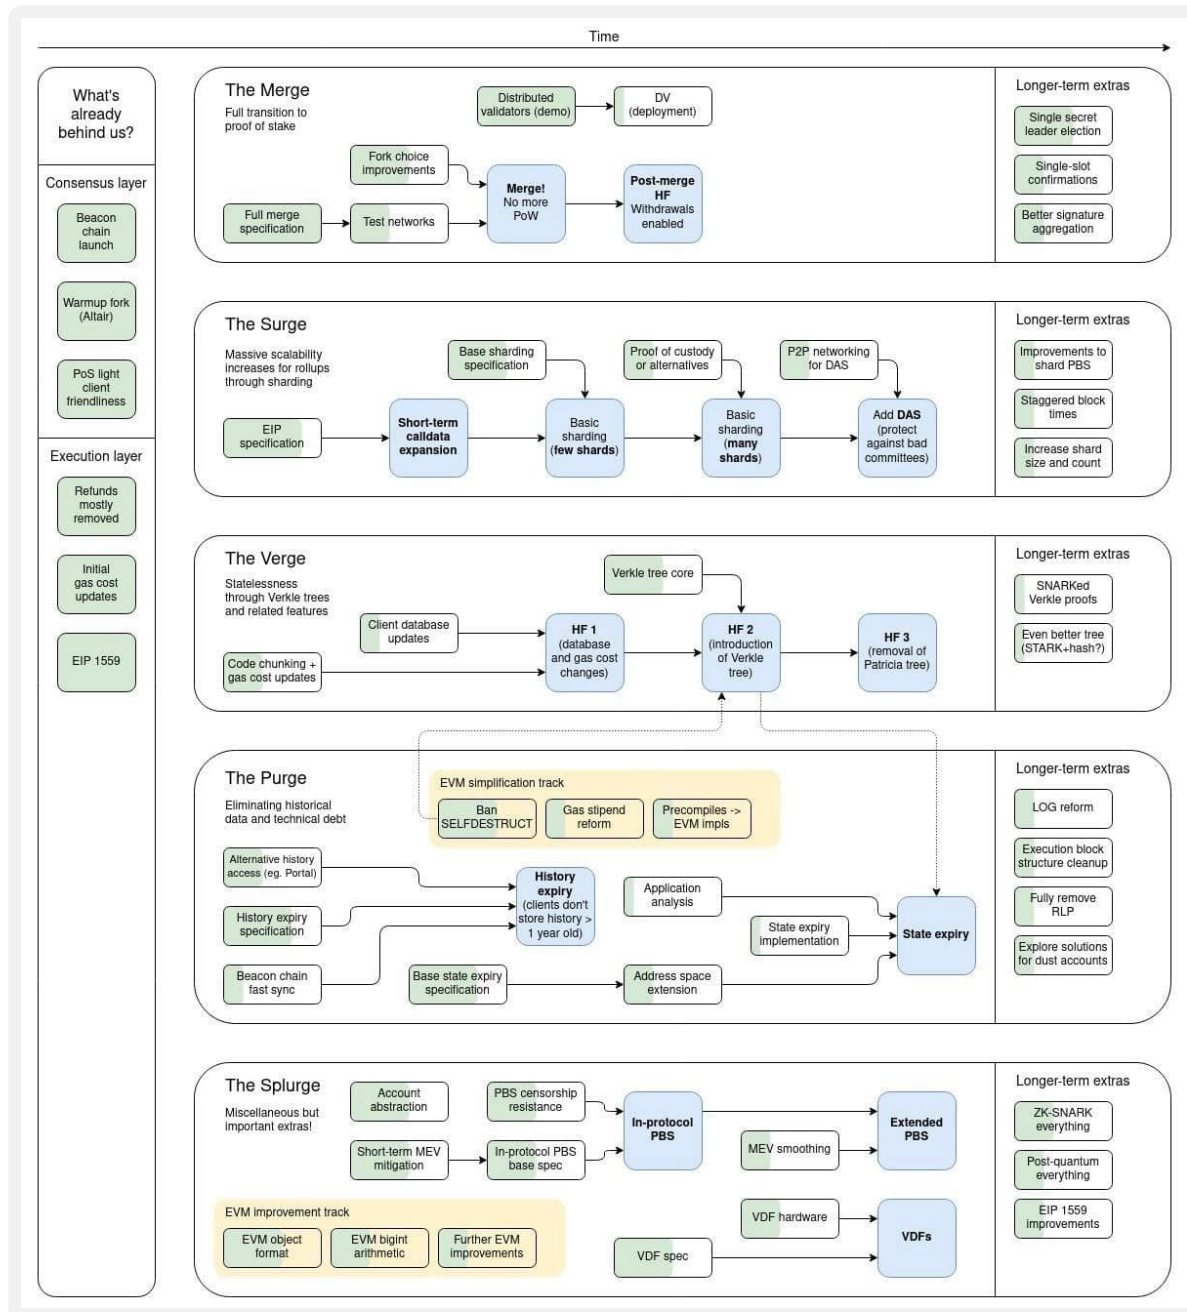 Time
What's
already
behind us?
Consensus layer
Beacon
chain
launch
Warmup fork
(Altair)
PoS light
client
friendliness
Execution layer
Refunds
mostly
removed
Initial
gas cost
updates
EIP 1559
The Merge
Full transition to
proof of stake
Distributed
validators (demo)
DV
(deployment)
Fork choice
improvements
Full merge
specification
Test networks
Merge!
No more
PoW
Post-merge
HF
Withdrawals
enabled
Longer-term extras
Single secret
leader election
Single-slot
confirmations
Better signature
aggregation
The Surge
Massive scalability
increases for rollups
through sharding
Base sharding
specification
Proof of custody
or alternatives
P2P networking
for DAS
EIP
specification
Short-term
calldata
expansion
Basic
sharding
(few shards)
Basic
sharding
(many
shards)
Add DAS
(protect
against bad
committees)
Longer-term extras
Improvements to
shard PBS
Staggered block
times
Increase shard
size and count
The Verge
Statelessness
through Verkle trees
and related features
Verkle tree core
Client database
updates
Code chunking +
gas cost updates
HF 1
(database
and gas cost
changes)
HF 2
(introduction
of Verkle
tree)
HF 3
(removal of
Patricia tree)
Longer-term extras
SNARKed
Verkle proofs
Even better tree
(STARK+hash?)
The Purge
Eliminating historical
data and technical debt
EVM simplification track
Ban
SELFDESTRUCT
Gas stipend
reform
Precompiles ->
EVM impls
Alternative history
access (eg. Portal)
History expiry
specification
Beacon chain
fast sync
History
expiry
(clients don't
store history >
1 year old)
Base state expiry
specification
Application
analysis
State expiry
implementation
Address space
extension
State expiry
Longer-term extras
LOG reform
Execution block
structure cleanup
Fully remove
RLP
Explore solutions
for dust accounts
The Splurge
Miscellaneous but
important extras!
Account
abstraction
PBS censorship
resistance
Short-term MEV
mitigation
In-protocol PBS
base spec
In-protocol
PBS
MEV smoothing
Extended
PBS
EVM improvement track
EVM object
format
EVM bigint
arithmetic
Further EVM
improvements
VDF hardware
VDF spec
VDFs
Longer-term extras
ZK-SNARK
everything
Post-quantum
everything
EIP 1559
improvements